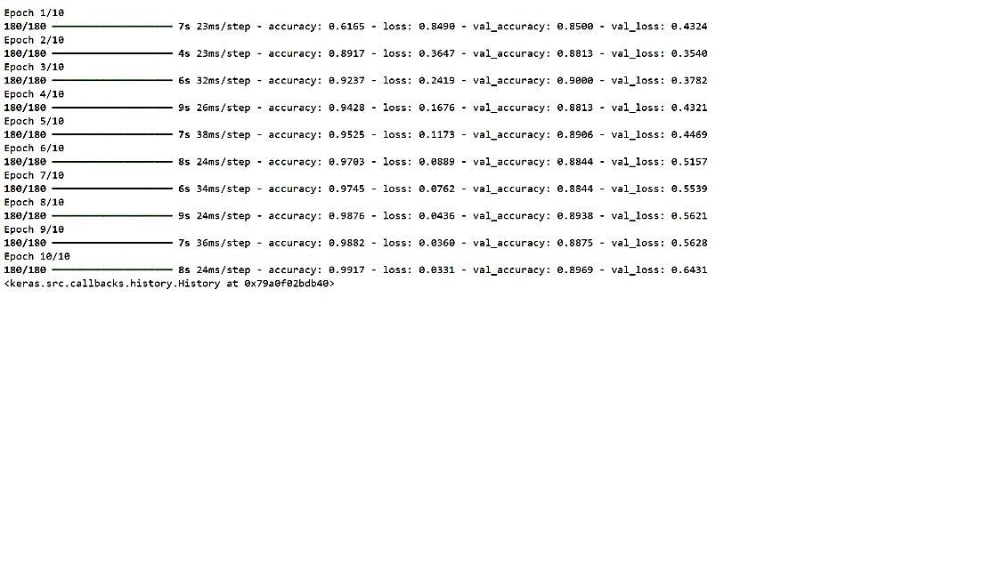 Epoch 1/10
180/180 ━━━━━━━━━━━━━━━━━━━━ 7s 23ms/step - accuracy: 0.6165 - loss: 0.8490 - val_accuracy: 0.8500 - val_loss: 0.4324
Epoch 2/10
180/180 ━━━━━━━━━━━━━━━━━━━━ 4s 23ms/step - accuracy: 0.8917 - loss: 0.3647 - val_accuracy: 0.8813 - val_loss: 0.3540
Epoch 3/10
180/180 ━━━━━━━━━━━━━━━━━━━━ 6s 32ms/step - accuracy: 0.9237 - loss: 0.2419 - val_accuracy: 0.9000 - val_loss: 0.3782
Epoch 4/10
180/180 ━━━━━━━━━━━━━━━━━━━━ 9s 26ms/step - accuracy: 0.9428 - loss: 0.1676 - val_accuracy: 0.8813 - val_loss: 0.4321
Epoch 5/10
180/180 ━━━━━━━━━━━━━━━━━━━━ 7s 38ms/step - accuracy: 0.9525 - loss: 0.1173 - val_accuracy: 0.8906 - val_loss: 0.4469
Epoch 6/10
180/180 ━━━━━━━━━━━━━━━━━━━━ 8s 24ms/step - accuracy: 0.9703 - loss: 0.0889 - val_accuracy: 0.8844 - val_loss: 0.5157
Epoch 7/10
180/180 ━━━━━━━━━━━━━━━━━━━━ 6s 34ms/step - accuracy: 0.9745 - loss: 0.0762 - val_accuracy: 0.8844 - val_loss: 0.5539
Epoch 8/10
180/180 ━━━━━━━━━━━━━━━━━━━━ 9s 24ms/step - accuracy: 0.9876 - loss: 0.0436 - val_accuracy: 0.8938 - val_loss: 0.5621
Epoch 9/10
180/180 ━━━━━━━━━━━━━━━━━━━━ 7s 36ms/step - accuracy: 0.9882 - loss: 0.0360 - val_accuracy: 0.8875 - val_loss: 0.5628
Epoch 10/10
180/180 ━━━━━━━━━━━━━━━━━━━━ 8s 24ms/step - accuracy: 0.9917 - loss: 0.0331 - val_accuracy: 0.8969 - val_loss: 0.6431
<keras.src.callbacks.history.History at 0x79a0f02bdb40>